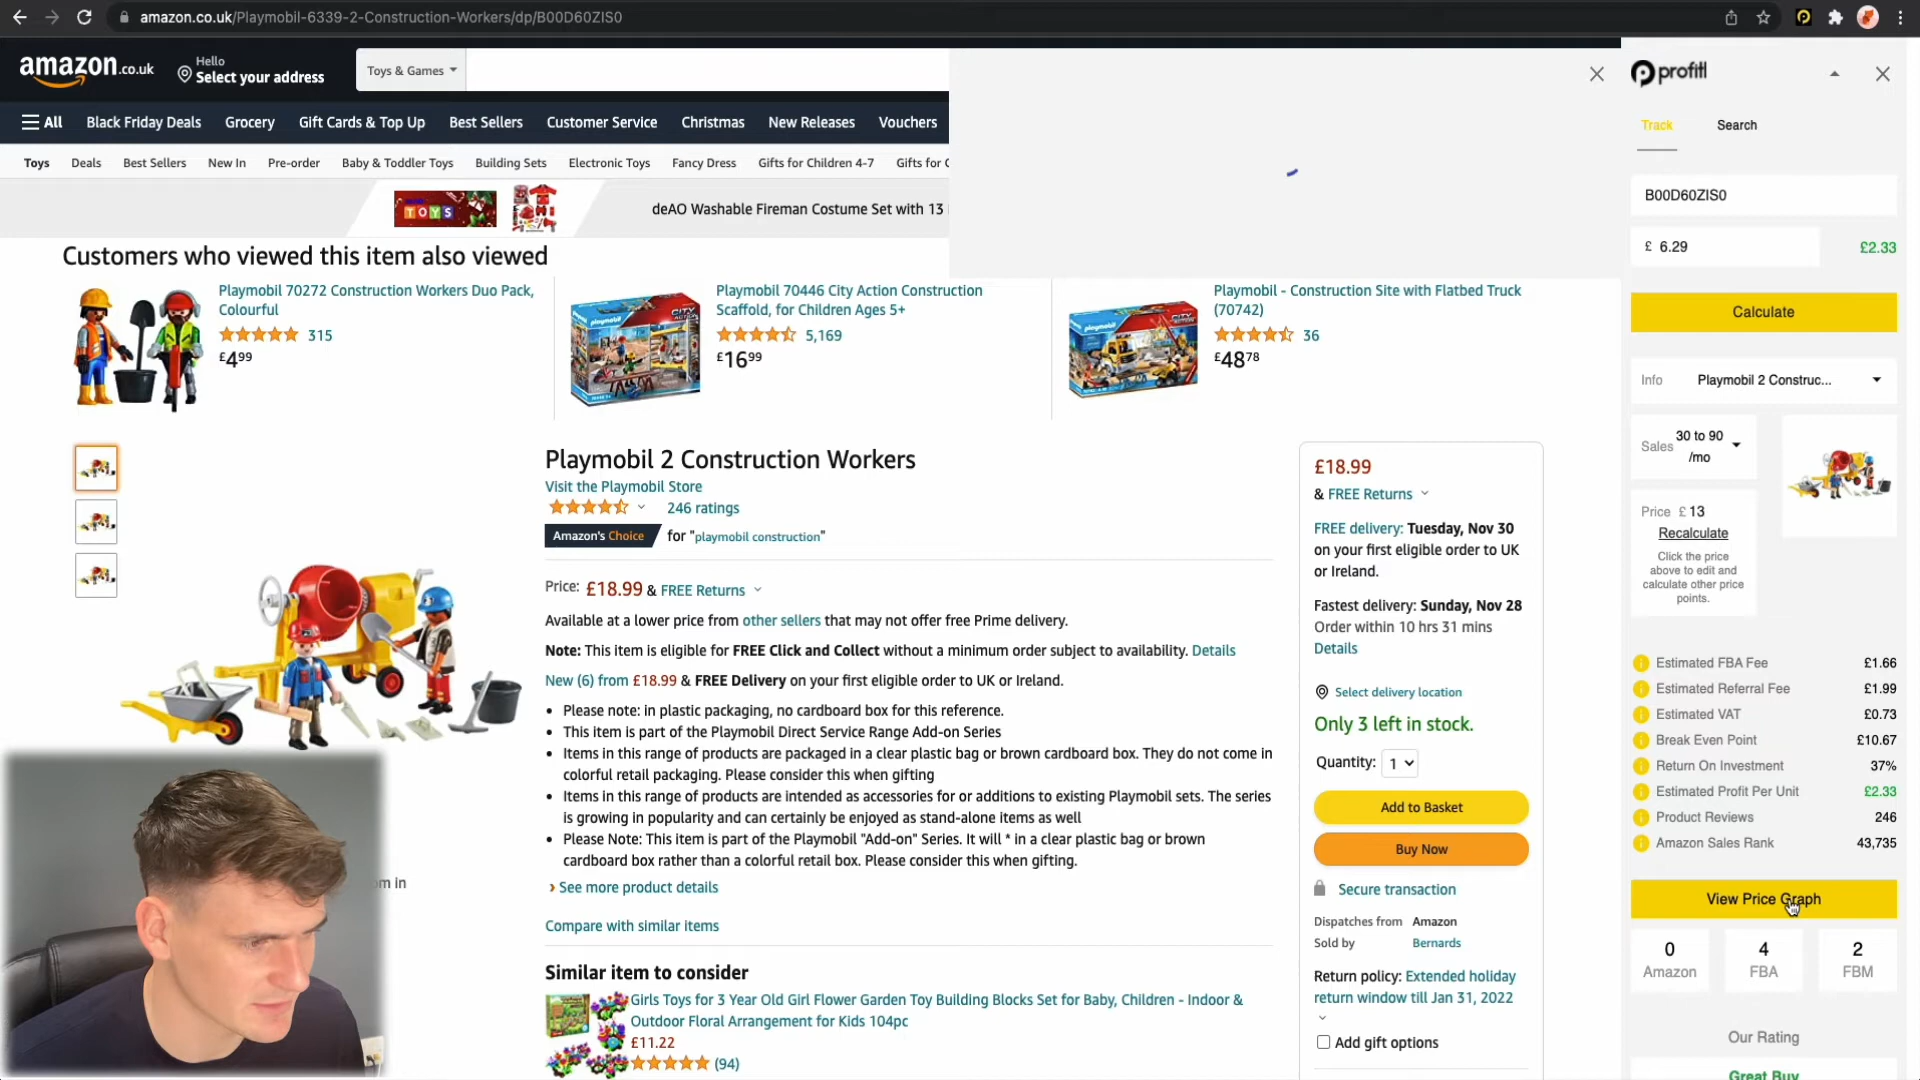 amazon.co.uk/Playmobil-6339-2-Construction-Workers/dp/B00D60ZIS0
amazon.co.uk
Hello
Select your address
Toys & Games
All
Black Friday Deals
Grocery
Gift Cards & Top Up
Best Sellers
Customer Service
Christmas
New Releases
Vouchers
Toys
Deals
Best Sellers
New In
Pre-order
Baby & Toddler Toys
Building Sets
Electronic Toys
Fancy Dress
Gifts for Children 4-7
Gifts for
TOYS
deAO Washable Fireman Costume Set with 13
Customers who viewed this item also viewed
Playmobil 70272 Construction Workers Duo Pack,
Colourful
315
£499
Playmobil 70446 City Action Construction
Scaffold, for Children Ages 5+
5,169
£1699
Playmobil - Construction Site with Flatbed Truck
(70742)
36
£4878
Playmobil 2 Construction Workers
Visit the Playmobil Store
246 ratings
Amazon's Choice
for "playmobil construction"
Price: £18.99 & FREE Returns
Available at a lower price from other sellers that may not offer free Prime delivery.
Note: This item is eligible for FREE Click and Collect without a minimum order subject to availability. Details
New (6) from £18.99 & FREE Delivery on your first eligible order to UK or Ireland.
• Please note: in plastic packaging, no cardboard box for this reference.
• This item is part of the Playmobil Direct Service Range Add-on Series
• Items in this range of products are packaged in a clear plastic bag or brown cardboard box. They do not come in
colorful retail packaging. Please consider this when gifting
• Items in this range of products are intended as accessories for or additions to existing Playmobil sets. The series
is growing in popularity and can certainly be enjoyed as stand-alone items as well
• Please Note: This item is part of the Playmobil "Add-on" Series. It will * in a clear plastic bag or brown
cardboard box rather than a colorful retail box. Please consider this when gifting.
› See more product details
Compare with similar items
om in
Similar item to consider
Girls Toys for 3 Year Old Girl Flower Garden Toy Building Blocks Set for Baby, Children - Indoor &
Outdoor Floral Arrangement for Kids 104pc
£11.22
(94)
£18.99
& FREE Returns
FREE delivery: Tuesday, Nov 30
on your first eligible order to UK
or Ireland.
Fastest delivery: Sunday, Nov 28
Order within 10 hrs 31 mins
Details
Select delivery location
Only 3 left in stock.
Quantity: 1
Add to Basket
Buy Now
Secure transaction
Dispatches from Amazon
Sold by Bernards
Return policy: Extended holiday
return window till Jan 31, 2022
Add gift options
profitl
Track
Search
B00D60ZIS0
£ 6.29
£2.33
Calculate
Info Playmobil 2 Construc...
Sales 30 to 90
/mo
Price £ 13
Recalculate
Click the price
above to edit and
calculate other price
points.
Estimated FBA Fee £1.66
Estimated Referral Fee £1.99
Estimated VAT £0.73
Break Even Point £10.67
Return On Investment 37%
Estimated Profit Per Unit £2.33
Product Reviews 246
Amazon Sales Rank 43,735
View Price Graph
0
Amazon
4
FBA
2
FBM
Our Rating
Great Buy